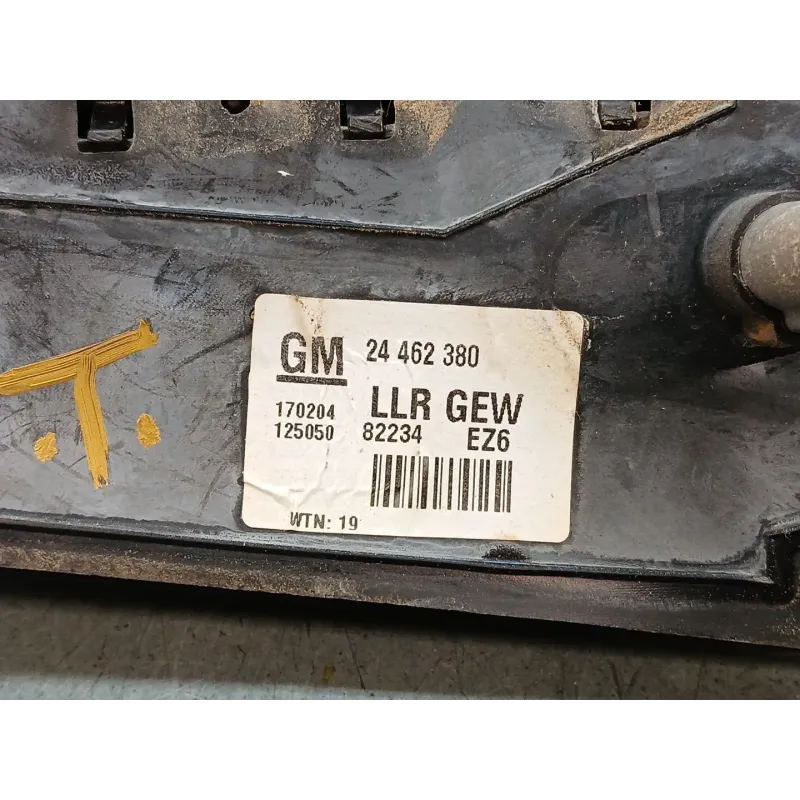 GM 24 462 380
170204 LLR GEW
125050 82234 EZ6
WTN: 19
.T.